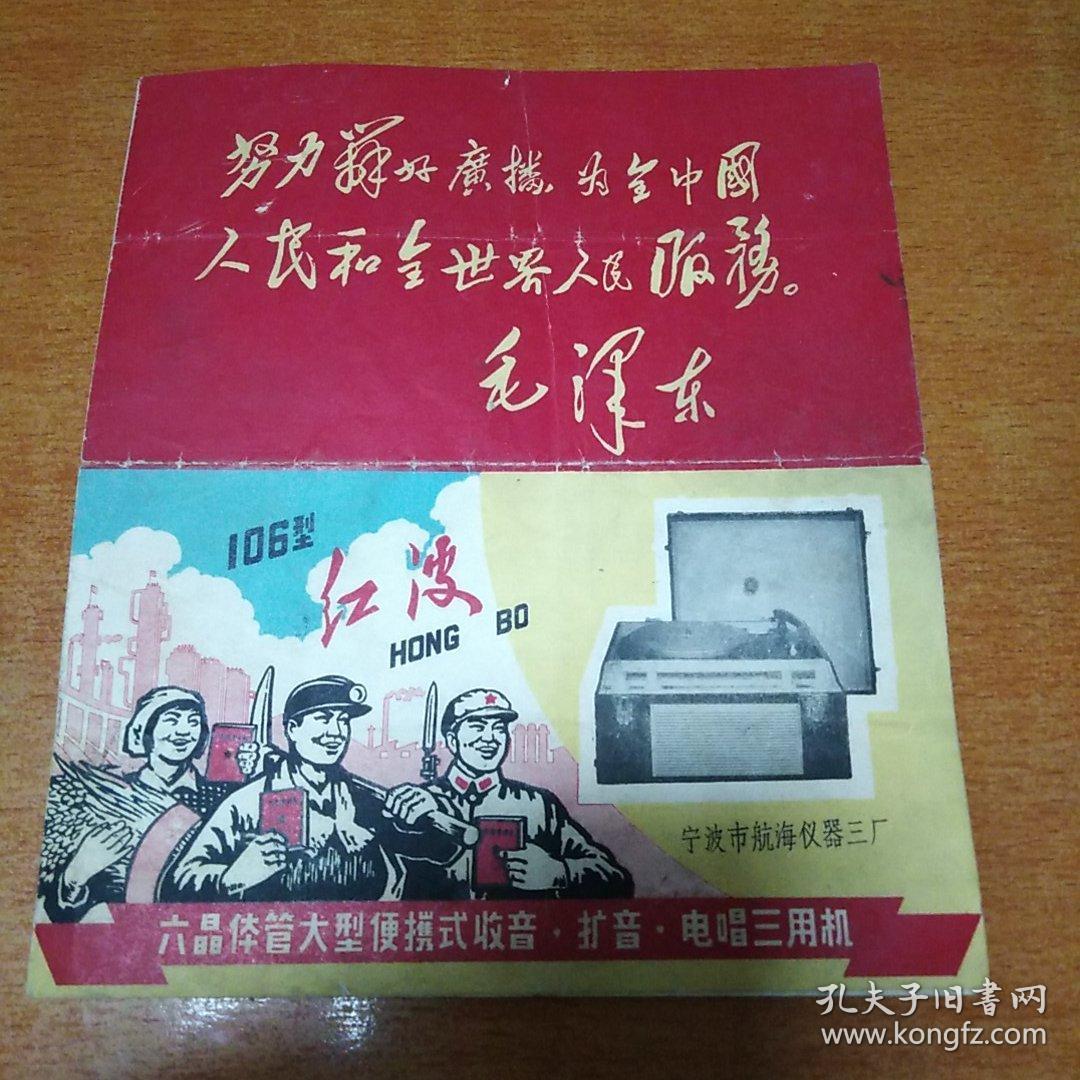 努力辦好廣播,为全中國
人民和全世界人民服務。
毛泽东
106型
红波
HONG BO
宁波市航海仪器三厂
六晶体管大型便携式收音·扩音·电唱三用机
孔夫子旧書网
www.kongfz.com